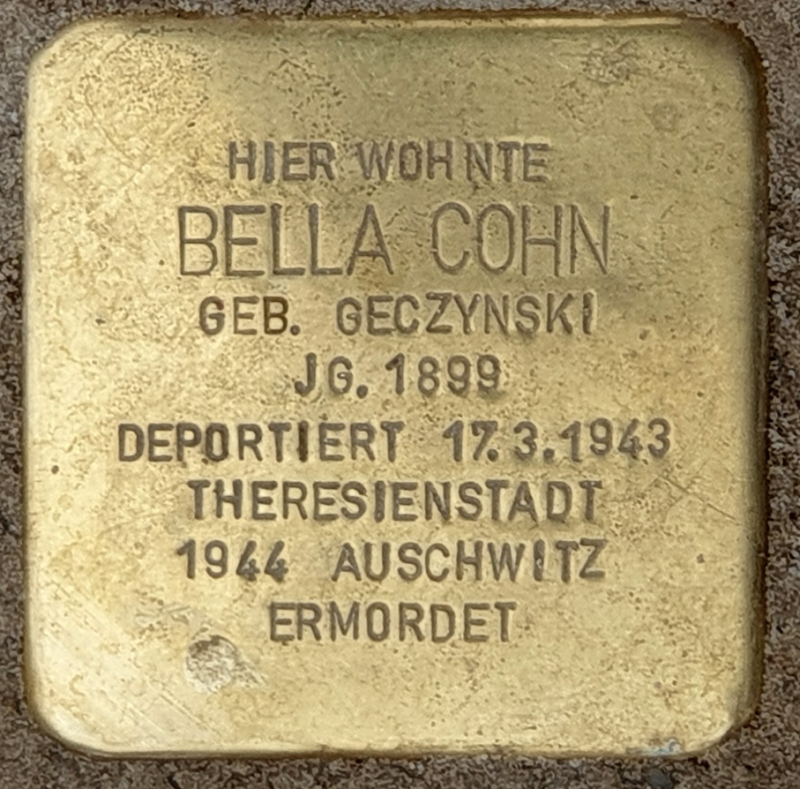 HIER WOHNTE
BELLA COHN
GEB. GECZYNSKI
JG. 1899
DEPORTIERT 17.3.1943
THERESIENSTADT
1944 AUSCHWITZ
ERMORDET